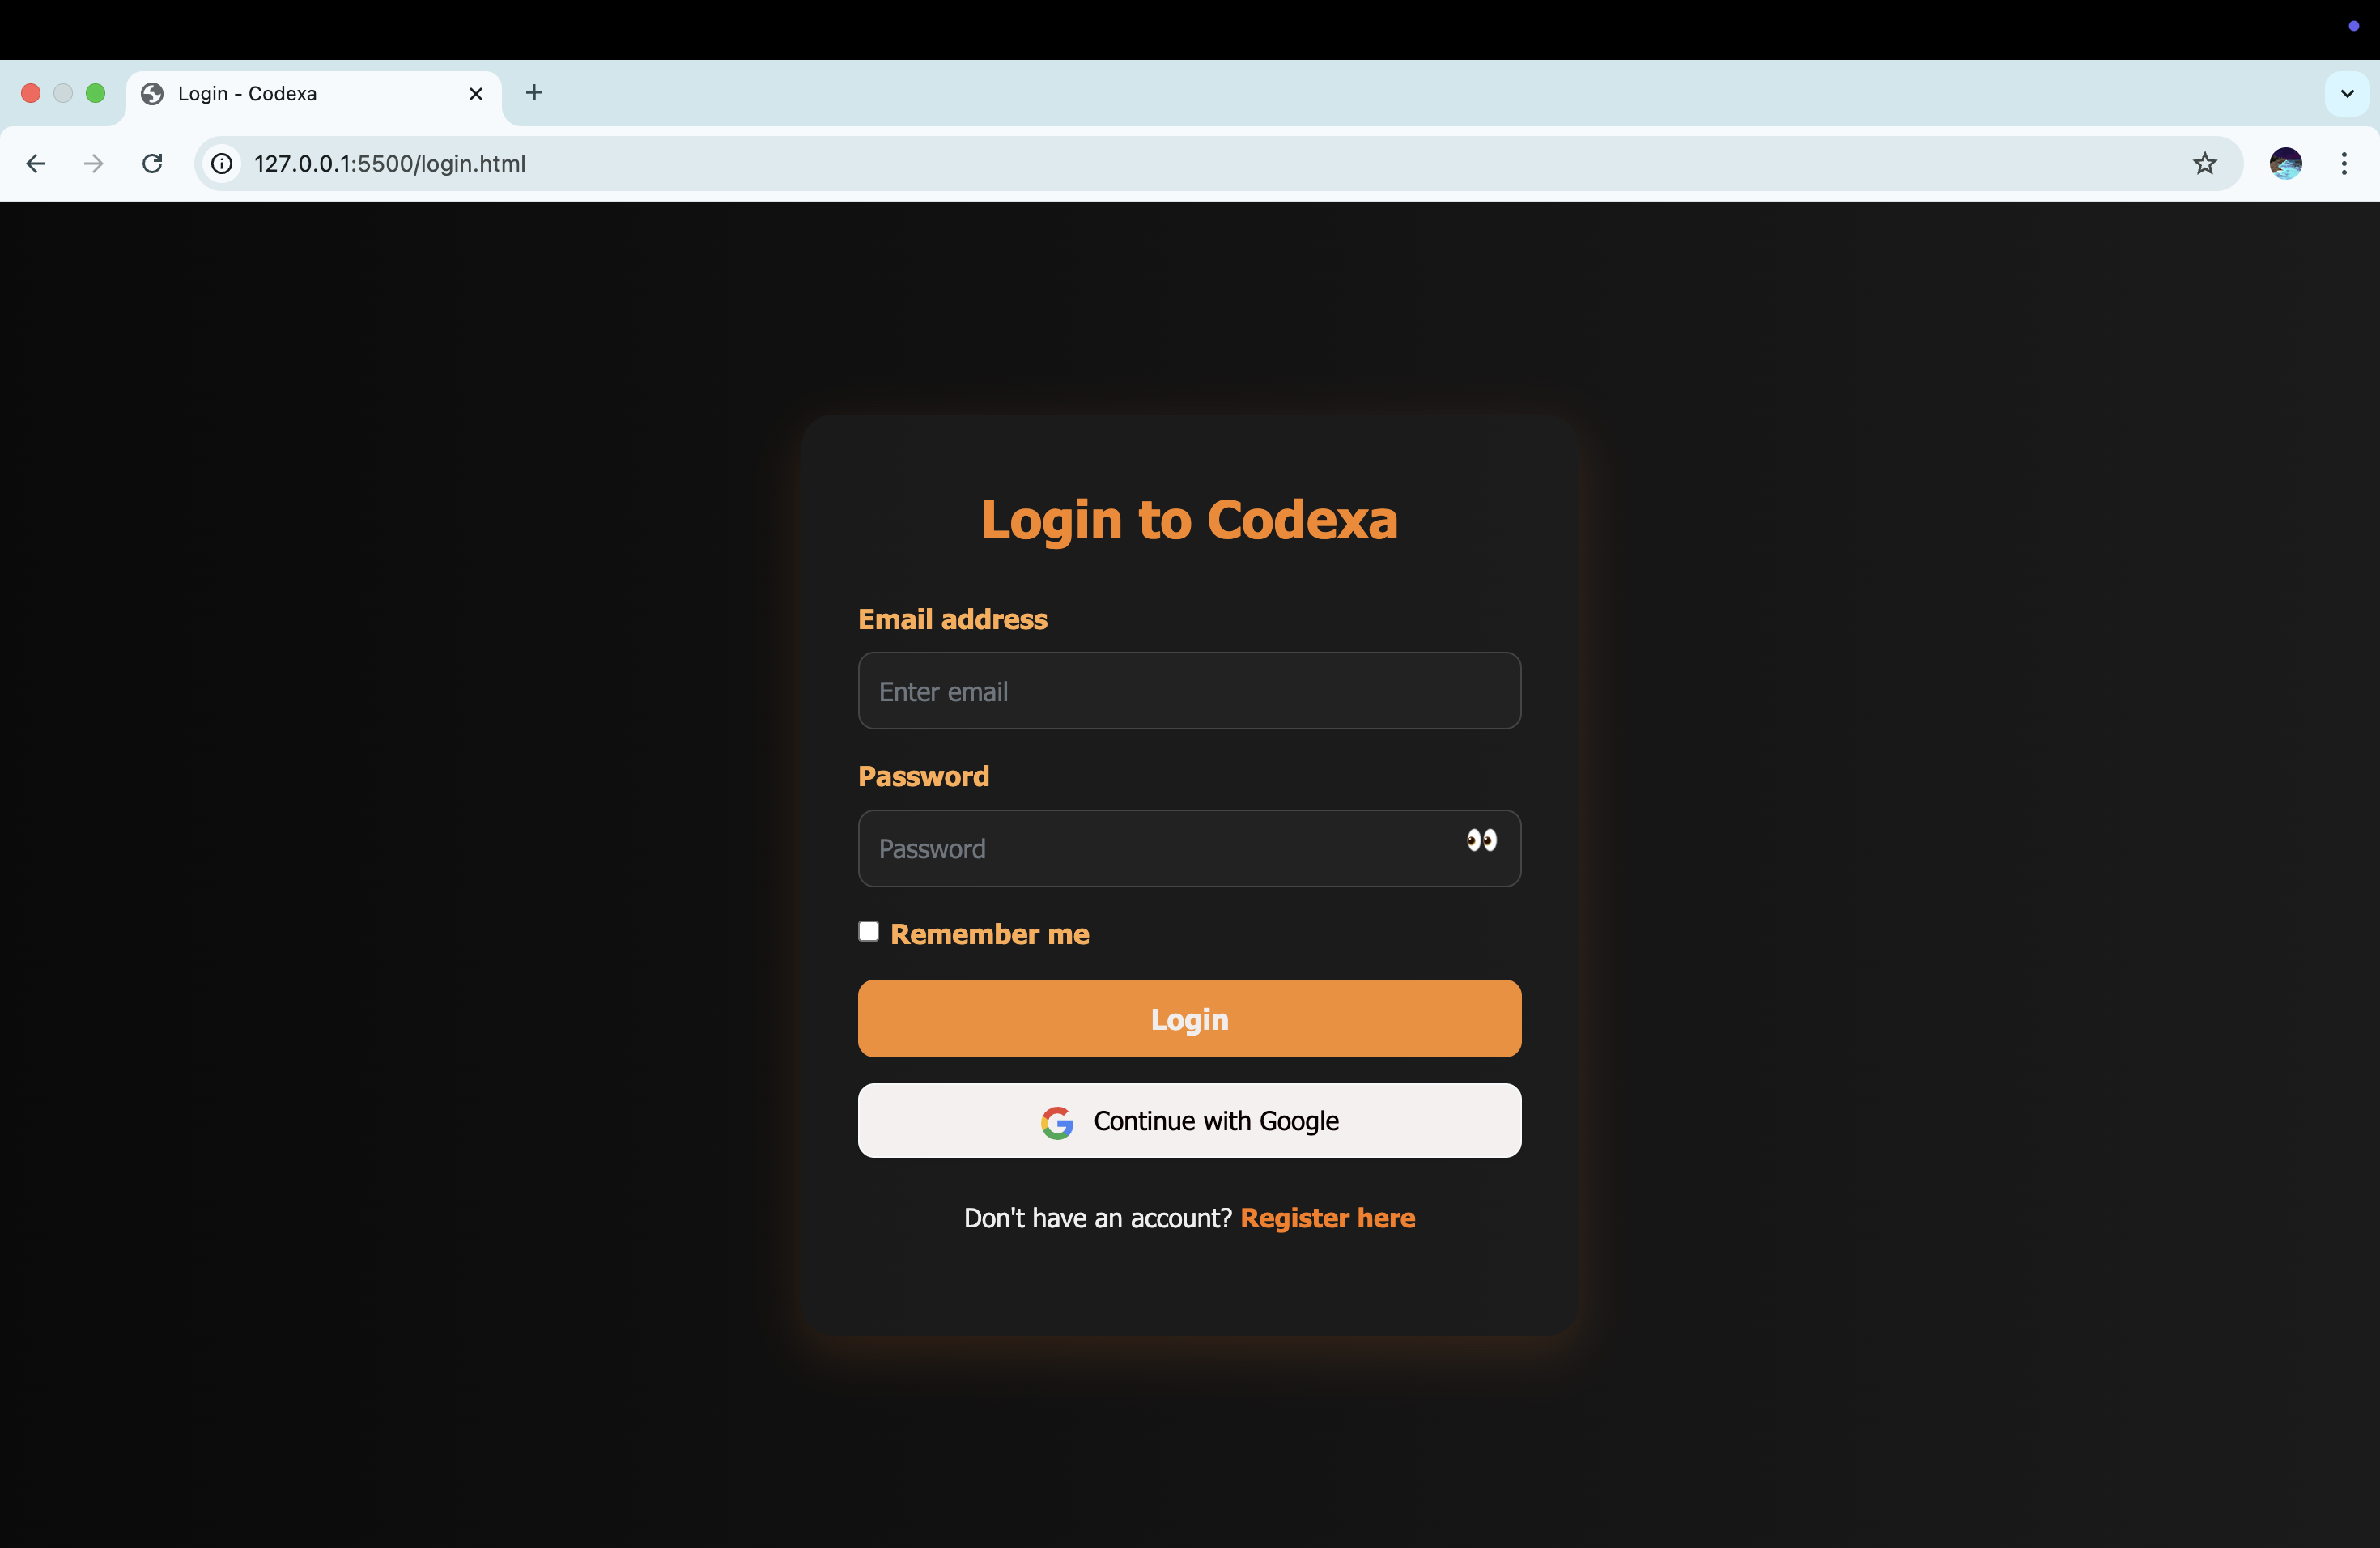 Login - Codexa
127.0.0.1:5500/login.html
Login to Codexa
Email address
Enter email
Password
Password
Remember me
Login
Continue with Google
Don't have an account? Register here